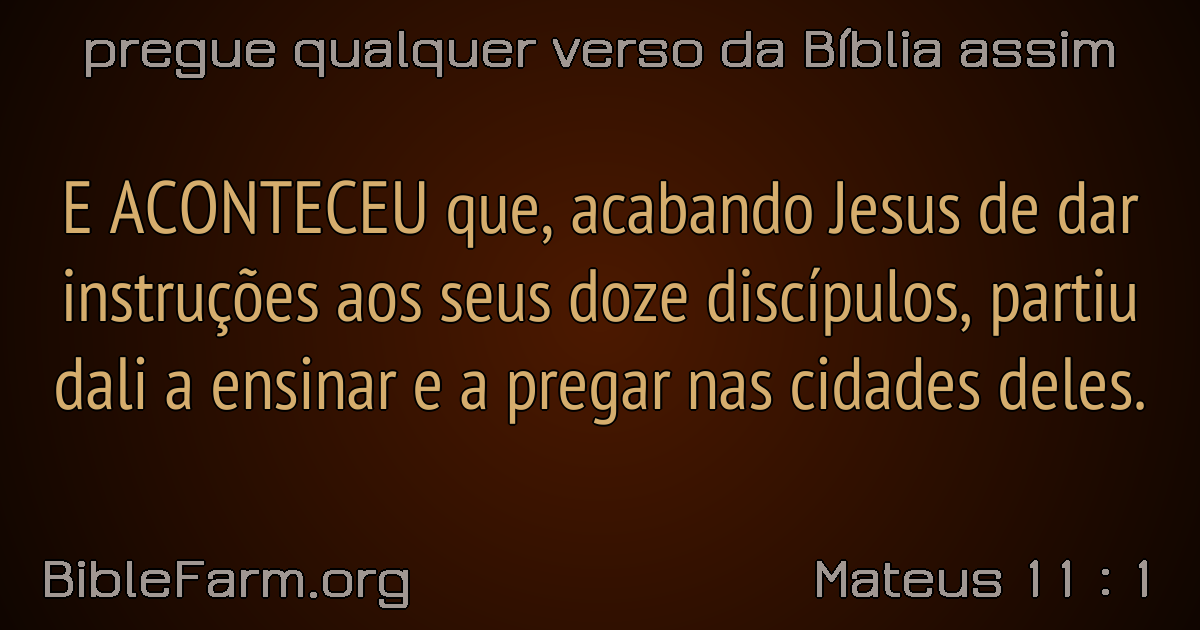 pregue qualquer verso da Bíblia assim
E ACONTECEU que, acabando Jesus de dar
instruções aos seus doze discípulos, partiu
dali a ensinar e a pregar nas cidades deles.
BibleFarm.org
Mateus 11 : 1